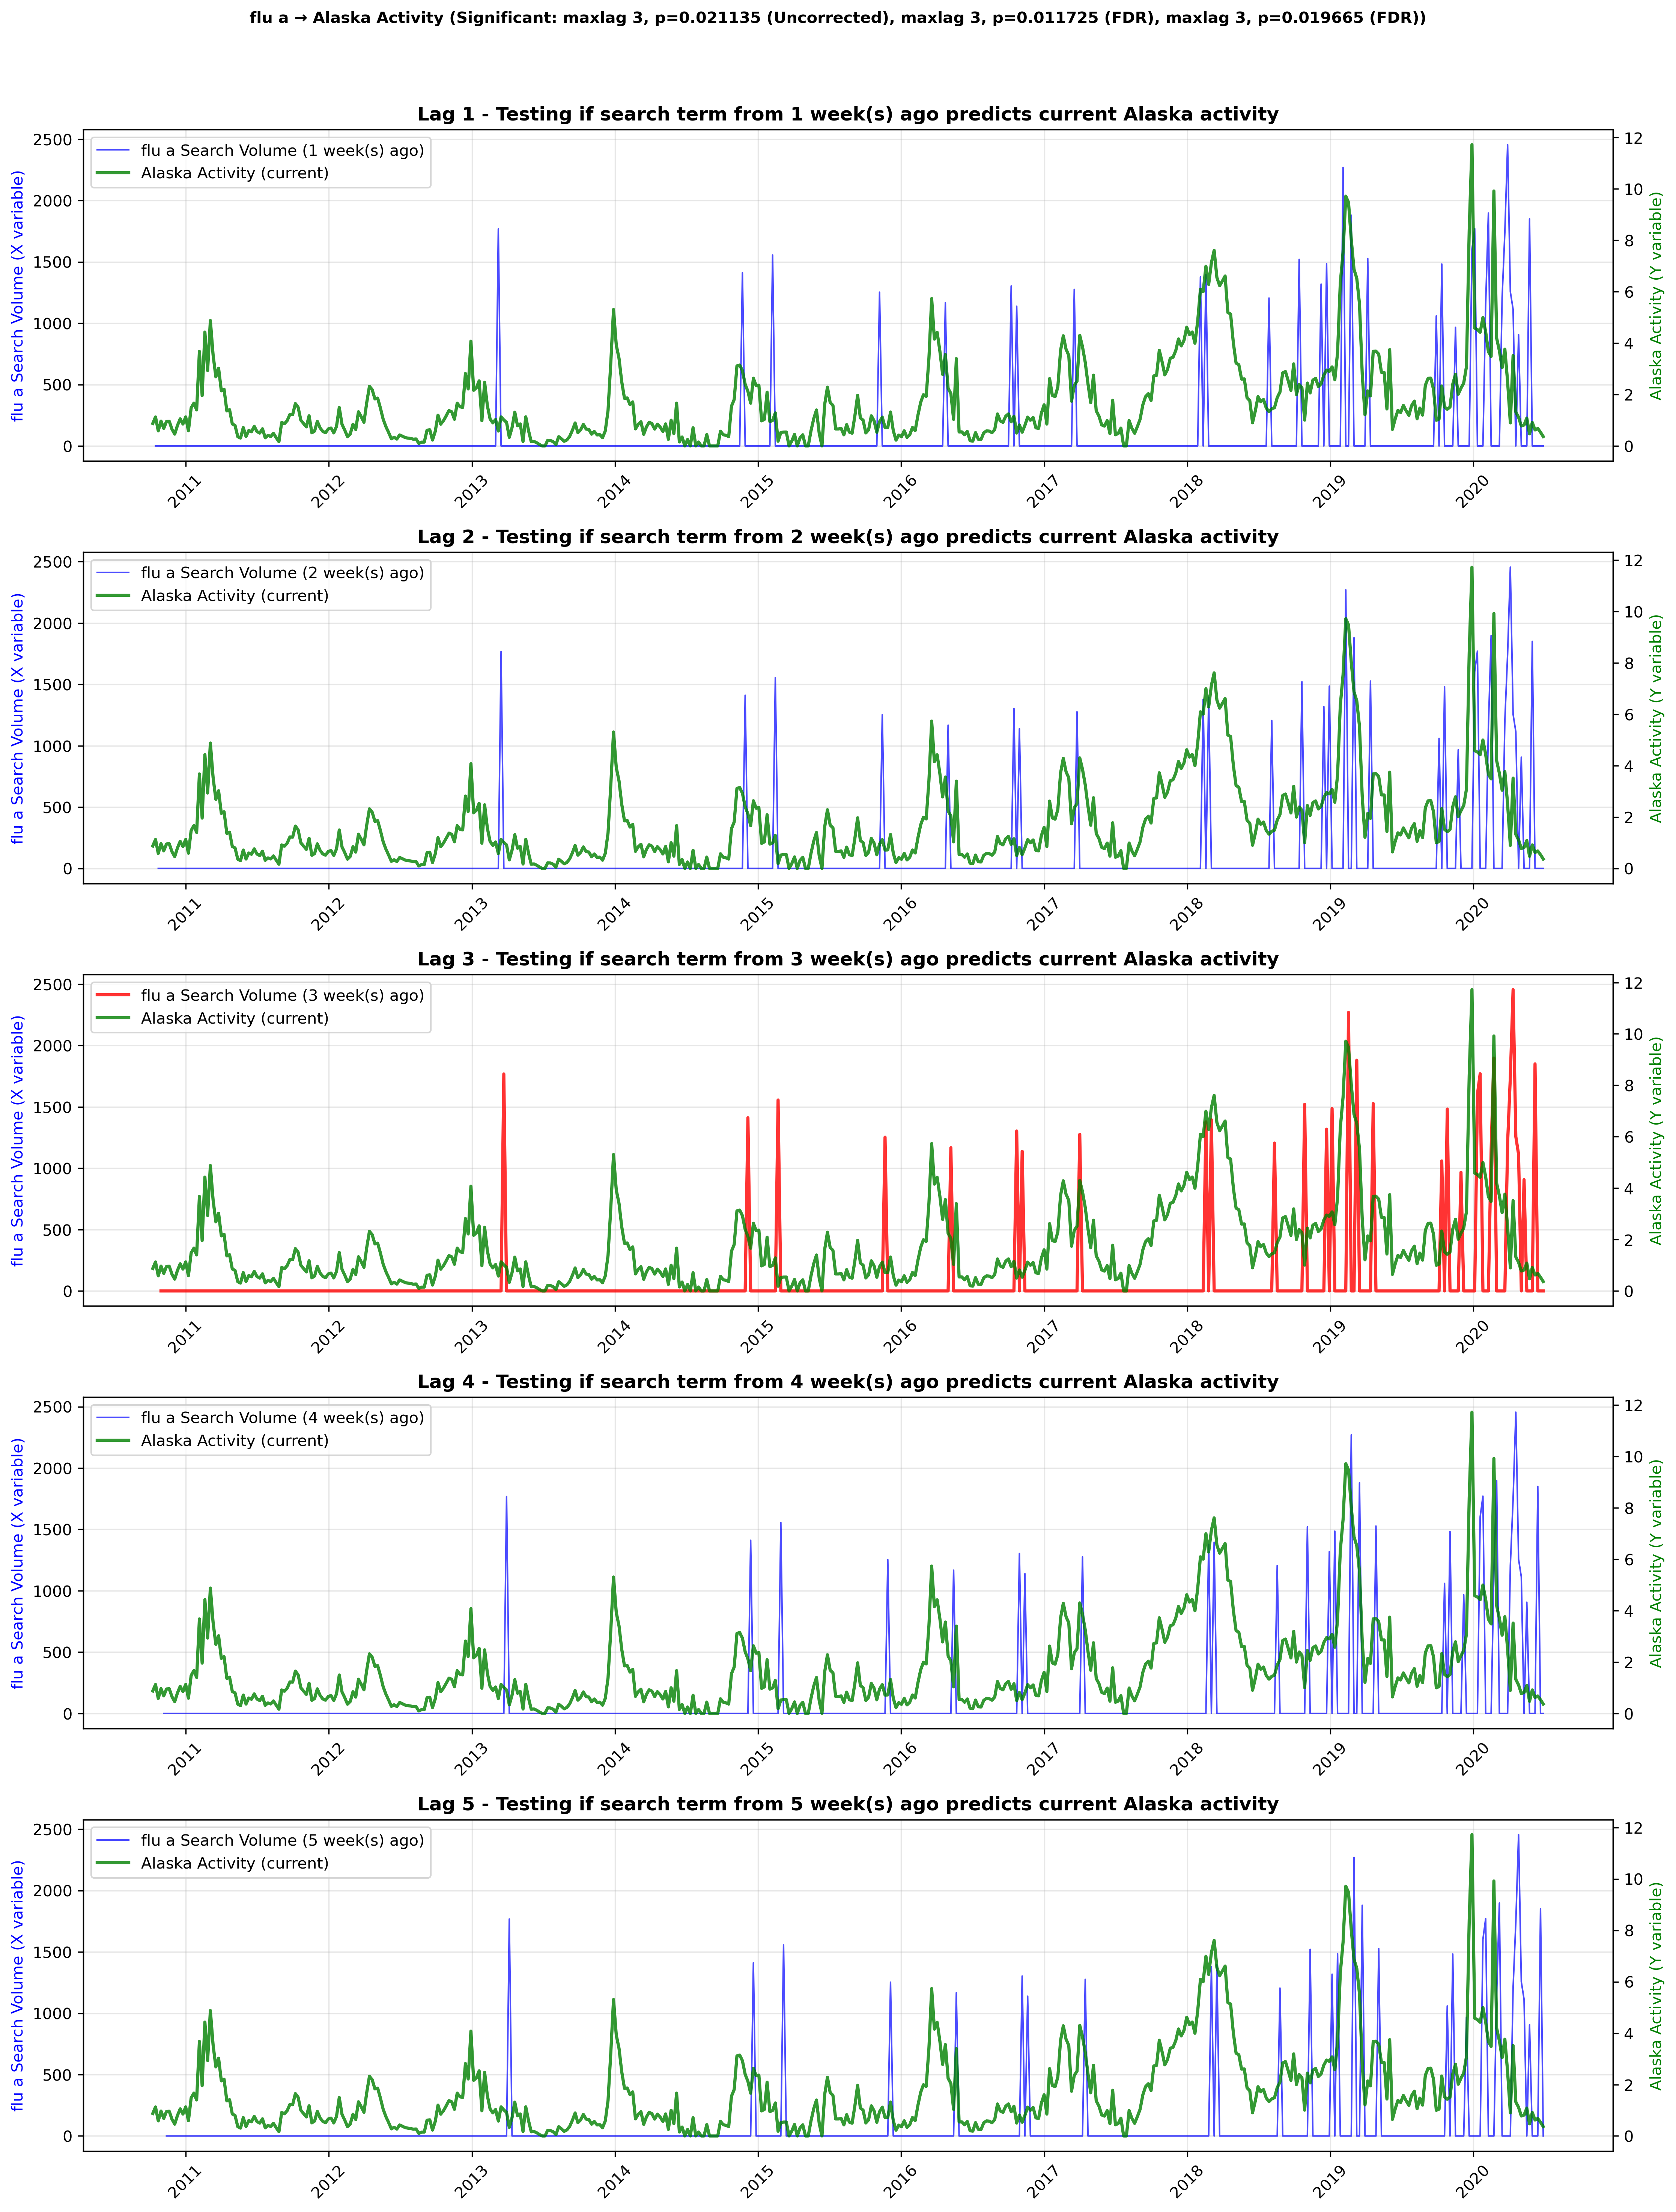 flu a → Alaska Activity (Significant: maxlag 3, p=0.021135 (Uncorrected), maxlag 3, p=0.011725 (FDR), maxlag 3, p=0.019665 (FDR))
Lag 1 - Testing if search term from 1 week(s) ago predicts current Alaska activity
flu a Search Volume (1 week(s) ago)
Alaska Activity (current)
flu a Search Volume (X variable)
2500
2000
1500
1000
500
0
12
10
8
6
4
2
0
Alaska Activity (Y variable)
2011 2012 2013 2014 2015 2016 2017 2018 2019 2020
Lag 2 - Testing if search term from 2 week(s) ago predicts current Alaska activity
flu a Search Volume (2 week(s) ago)
Alaska Activity (current)
flu a Search Volume (X variable)
2500
2000
1500
1000
500
0
12
10
8
6
4
2
0
Alaska Activity (Y variable)
2011 2012 2013 2014 2015 2016 2017 2018 2019 2020
Lag 3 - Testing if search term from 3 week(s) ago predicts current Alaska activity
flu a Search Volume (3 week(s) ago)
Alaska Activity (current)
flu a Search Volume (X variable)
2500
2000
1500
1000
500
0
12
10
8
6
4
2
0
Alaska Activity (Y variable)
2011 2012 2013 2014 2015 2016 2017 2018 2019 2020
Lag 4 - Testing if search term from 4 week(s) ago predicts current Alaska activity
flu a Search Volume (4 week(s) ago)
Alaska Activity (current)
flu a Search Volume (X variable)
2500
2000
1500
1000
500
0
12
10
8
6
4
2
0
Alaska Activity (Y variable)
2011 2012 2013 2014 2015 2016 2017 2018 2019 2020
Lag 5 - Testing if search term from 5 week(s) ago predicts current Alaska activity
flu a Search Volume (5 week(s) ago)
Alaska Activity (current)
flu a Search Volume (X variable)
2500
2000
1500
1000
500
0
12
10
8
6
4
2
0
Alaska Activity (Y variable)
2011 2012 2013 2014 2015 2016 2017 2018 2019 2020